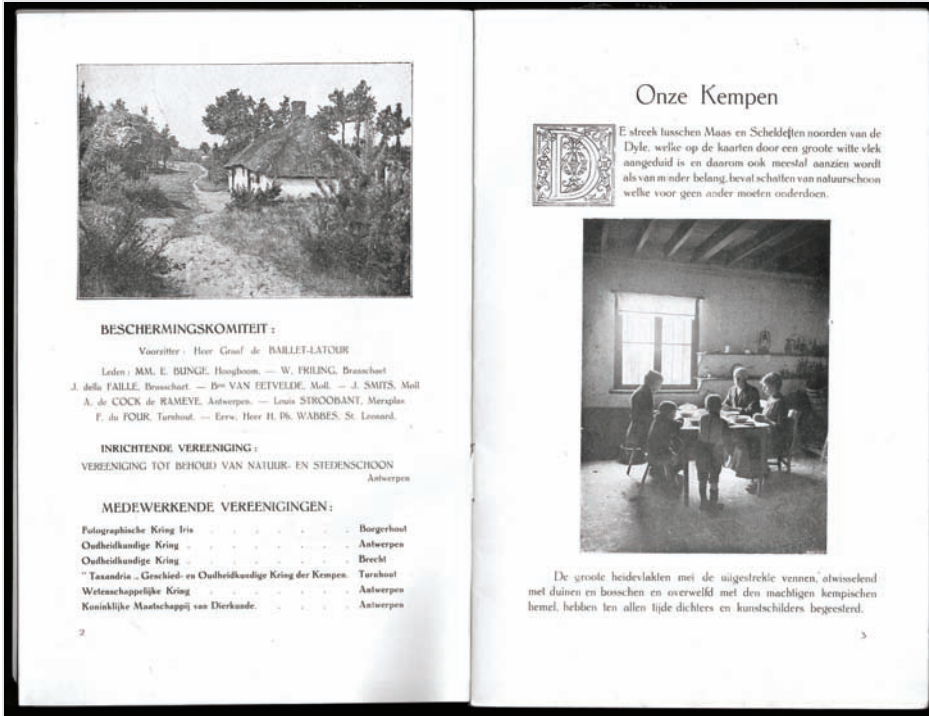 BESCHERMINGSKOMITEIT :
Voorzitter : Heer Graaf de BAILLET-LATOUR
Leden : MM. E. BUNGE, Hoogboom. — W. FRILING, Brasschaet
J. della FAILLE, Brasschaet. — Bon VAN EETVELDE, Moll. — J. SMITS, Moll
A. de COCK de RAMEYE, Antwerpen. — Louis STROOBANT, Merxplas
F. du FOUR, Turnhout. — Eerw. Heer H. Ph. WABBES, St. Leonard.
INRICHTENDE VEREENIGING :
VEREENIGING TOT BEHOUD VAN NATUUR- EN STEDENSCHOON
Antwerpen
MEDEWERKENDE VEREENIGINGEN :
Fotographische Kring Iris . . . . . . . Borgerhout
Oudheidkundige Kring . . . . . . . . Antwerpen
Oudheidkundige Kring . . . . . . . . Brecht
" Taxandria „ Geschied- en Oudheidkundige Kring der Kempen. Turnhout
Wetenschappelijke Kring . . . . . . . Antwerpen
Koninklijke Maatschappij van Dierkunde. . . . . Antwerpen
2
Onze Kempen
DE streek tusschen Maas en Schelde, ten noorden van de
Dyle, welke op de kaarten door een groote witte vlek
aangeduid is en daarom ook meestal aanzien wordt
als van minder belang, bevat schatten van natuurschoon
welke voor geen ander moeten onderdoen.
De groote heidevlakten met de uitgestrekte vennen, afwisselend
met duinen en bosschen en overwelfd met den machtigen kempischen
hemel, hebben ten allen tijde dichters en kunstschilders begeesterd.
3